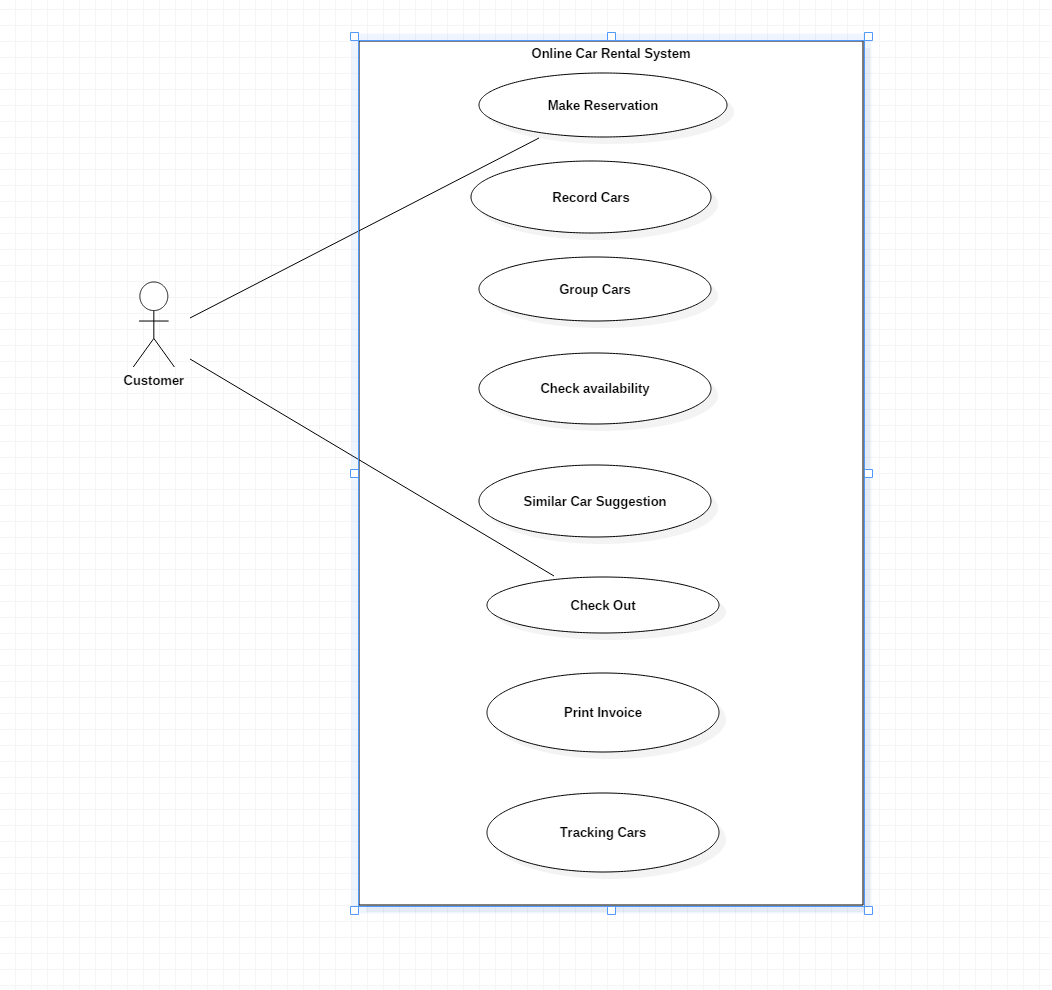 Online Car Rental System
Make Reservation
Record Cars
Group Cars
Check availability
Customer
Similar Car Suggestion
Check Out
Print Invoice
Tracking Cars